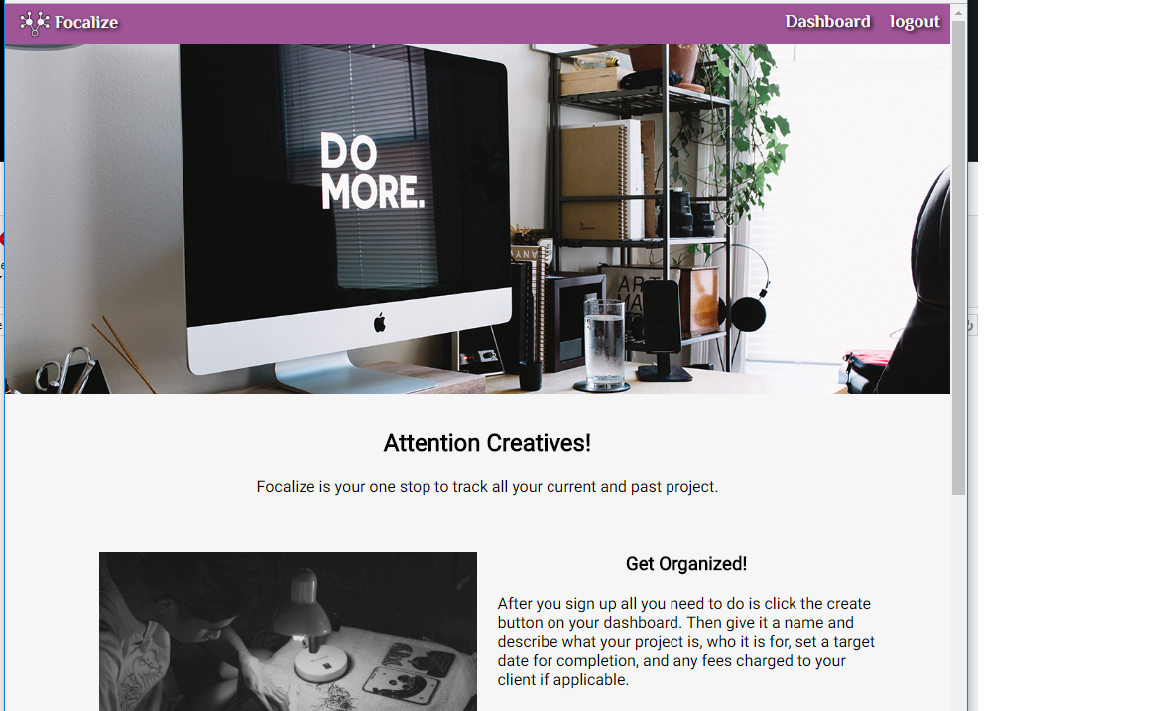 Focalize
Dashboard logout
DO
MORE.
ANY
ART
Attention Creatives!
Focalize is your one stop to track all your current and past project.
Get Organized!
After you sign up all you need to do is click the create
button on your dashboard. Then give it a name and
describe what your project is, who it is for, set a target
date for completion, and any fees charged to your
client if applicable.